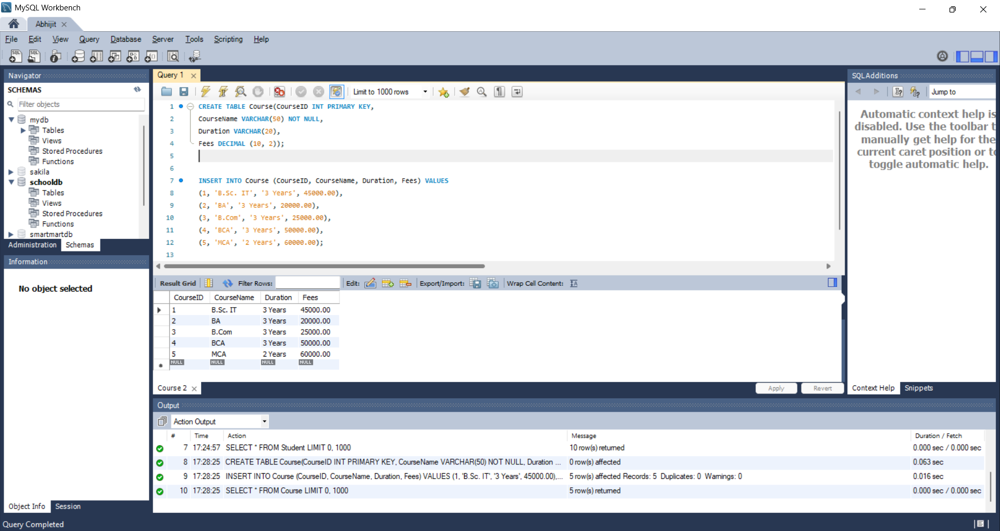 MySQL Workbench
Abhijit
File Edit View Query Database Server Tools Scripting Help
Navigator
SCHEMAS
Filter objects
mydb
Tables
Views
Stored Procedures
Functions
sakila
schooldb
Tables
Views
Stored Procedures
Functions
smartmartdb
Administration Schemas
Information
No object selected
Object Info Session
Query 1
Limit to 1000 rows
1 CREATE TABLE Course(CourseID INT PRIMARY KEY,
2 CourseName VARCHAR(50) NOT NULL,
3 Duration VARCHAR(20),
4 Fees DECIMAL (10, 2));
5
6
7 INSERT INTO Course (CourseID, CourseName, Duration, Fees) VALUES
8 (1, 'B.Sc. IT', '3 Years', 45000.00),
9 (2, 'BA', '3 Years', 20000.00),
10 (3, 'B.Com', '3 Years', 25000.00),
11 (4, 'BCA', '3 Years', 50000.00),
12 (5, 'MCA', '2 Years', 60000.00);
13
Result Grid Filter Rows: Edit: Export/Import: Wrap Cell Content:
CourseID CourseName Duration Fees
1 B.Sc. IT 3 Years 45000.00
2 BA 3 Years 20000.00
3 B.Com 3 Years 25000.00
4 BCA 3 Years 50000.00
5 MCA 2 Years 60000.00
NULL NULL NULL NULL
Course 2
Apply Revert
SQLAdditions
Jump to
Automatic context help is
disabled. Use the toolbar t
manually get help for the
current caret position or to
toggle automatic help.
Context Help Snippets
Output
Action Output
# Time Action Message Duration / Fetch
7 17:24:57 SELECT * FROM Student LIMIT 0, 1000 10 row(s) returned 0.000 sec / 0.000 sec
8 17:28:25 CREATE TABLE Course(CourseID INT PRIMARY KEY, CourseName VARCHAR(50) NOT NULL, Duration ... 0 row(s) affected 0.063 sec
9 17:28:25 INSERT INTO Course (CourseID, CourseName, Duration, Fees) VALUES (1, 'B.Sc. IT', '3 Years', 45000.00),... 5 row(s) affected Records: 5 Duplicates: 0 Warnings: 0 0.016 sec
10 17:28:25 SELECT * FROM Course LIMIT 0, 1000 5 row(s) returned 0.000 sec / 0.000 sec
Query Completed